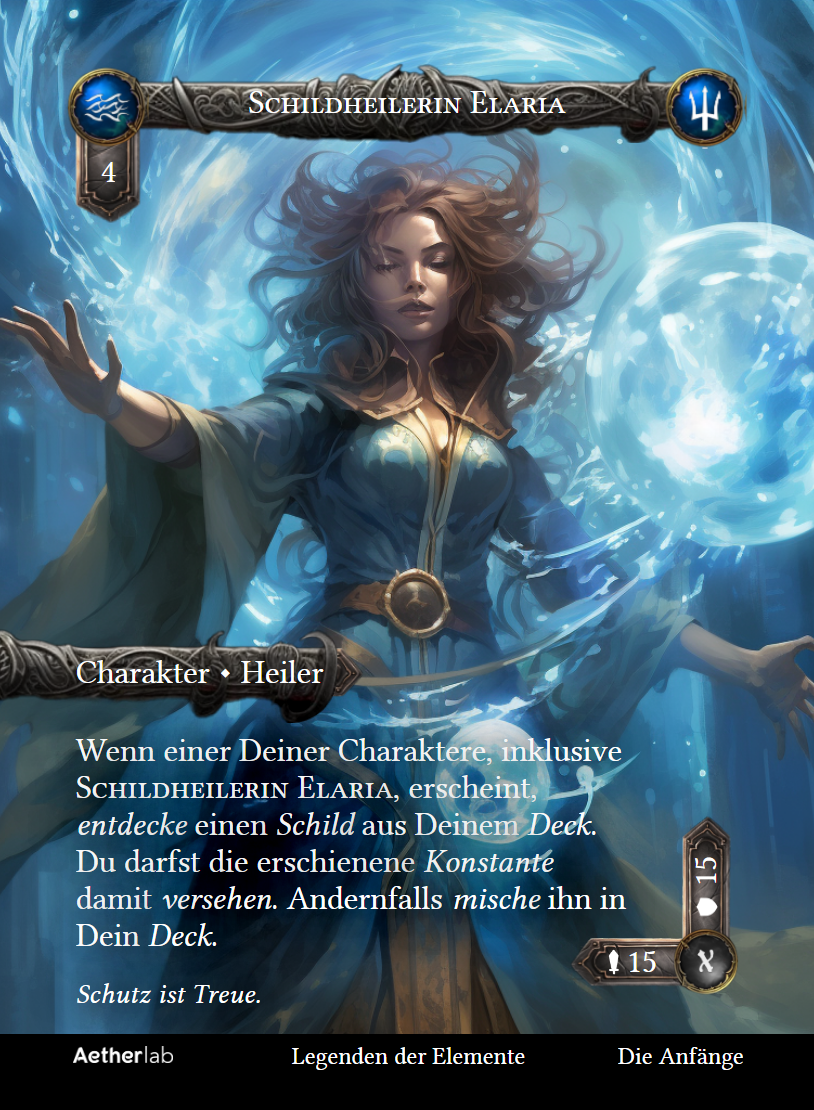 Schildheilerin Elaria
4
Charakter • Heiler
Wenn einer Deiner Charaktere, inklusive
Schildheilerin Elaria, erscheint,
entdecke einen Schild aus Deinem Deck.
Du darfst die erschienene Konstante
damit versehen. Andernfalls mische ihn in
Dein Deck.
15
15
Schutz ist Treue.
Aetherlab Legenden der Elemente Die Anfänge